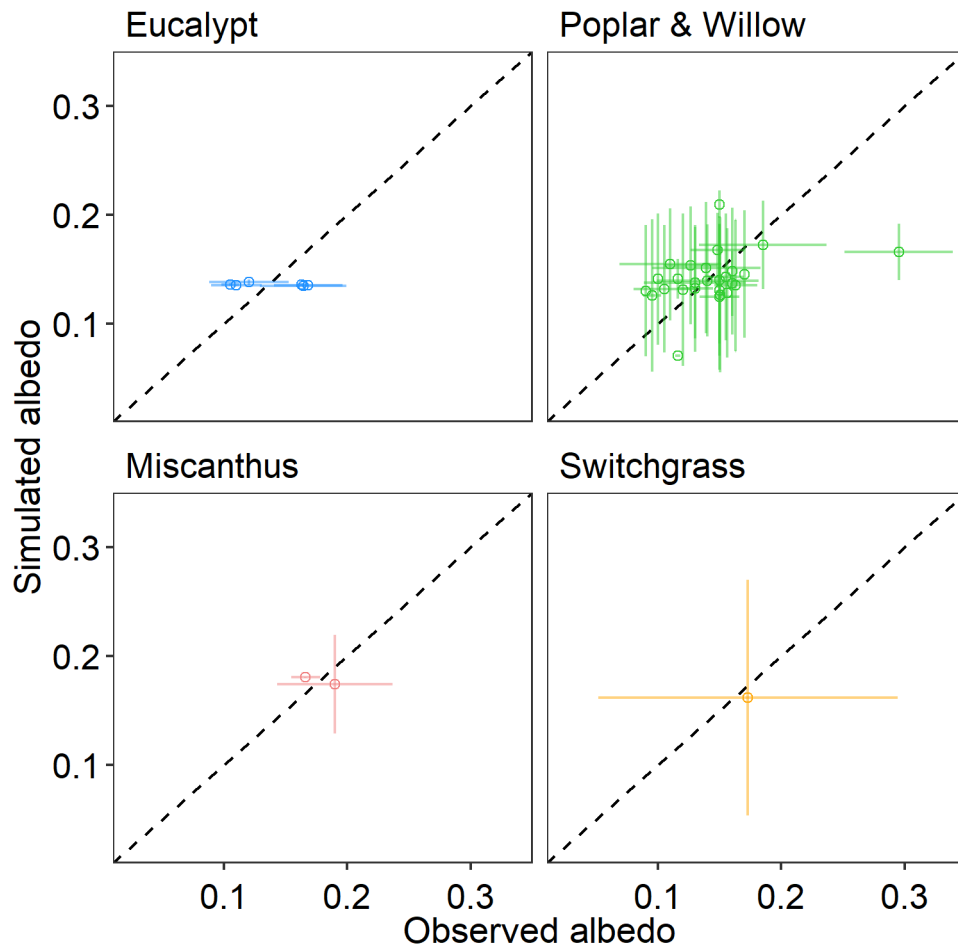 Eucalypt
Poplar & Willow
0.3
0.2
0.1
Miscanthus
Switchgrass
0.3
0.2
0.1
Simulated albedo
0.1 0.2 0.3
0.1 0.2 0.3
Observed albedo